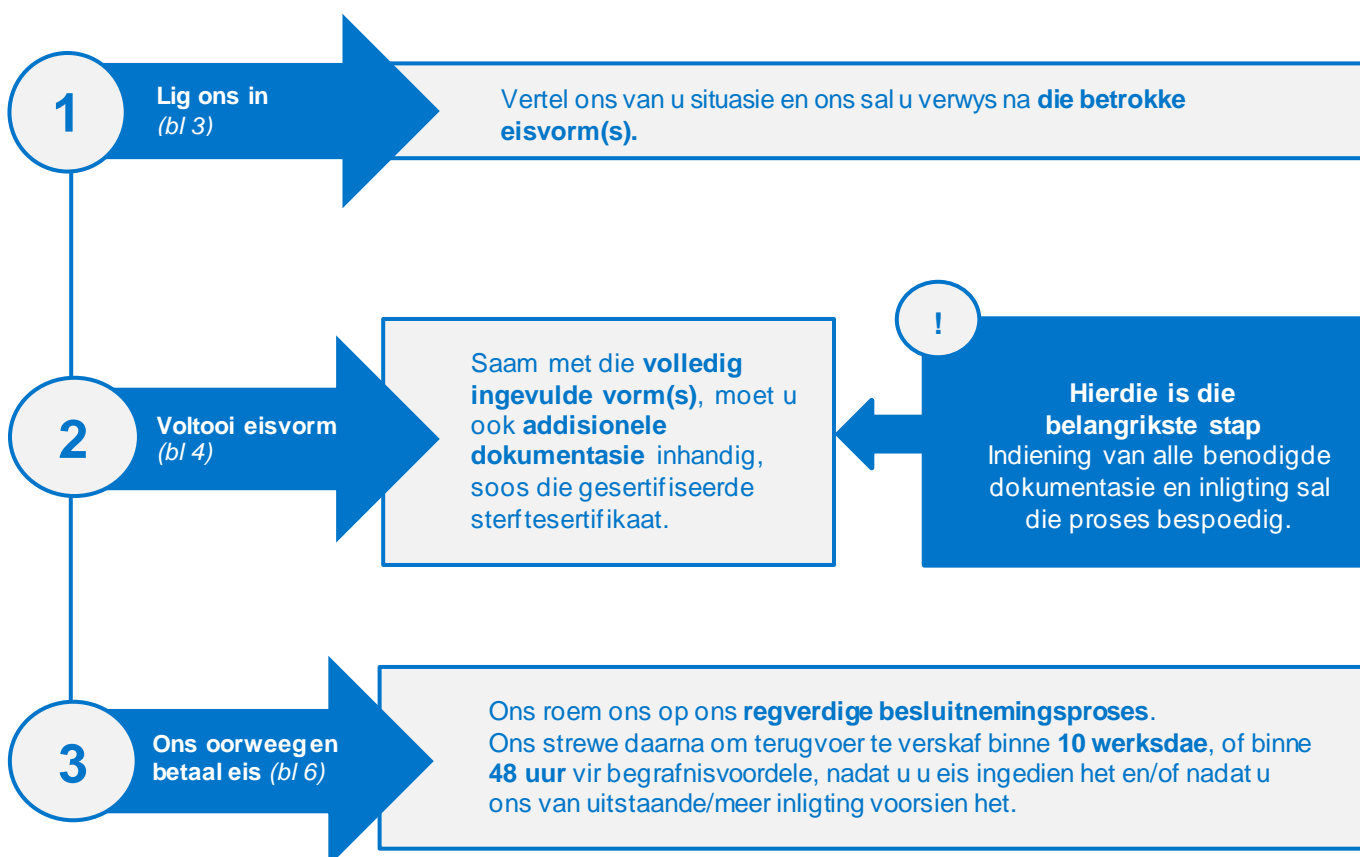 1
Lig ons in
(bl 3)
Vertel ons van u situasie en ons sal u verwys na die betrokke
eisvorm(s).
2
Voltooi eisvorm
(bl 4)
Saam met die volledig
ingevulde vorm(s), moet u
ook addisionele
dokumentasie inhandig,
soos die gesertifiseerde
sterftesertifikaat.
!
Hierdie is die
belangrikste stap
Indiening van alle benodigde
dokumentasie en inligting sal
die proses bespoedig.
3
Ons oorweeg en
betaal eis (bl 6)
Ons roem ons op ons regverdige besluitnemingsproses.
Ons strewe daarna om terugvoer te verskaf binne 10 werksdae, of binne
48 uur vir begrafnisvoordele, nadat u u eis ingedien het en/of nadat u
ons van uitstaande/meer inligting voorsien het.